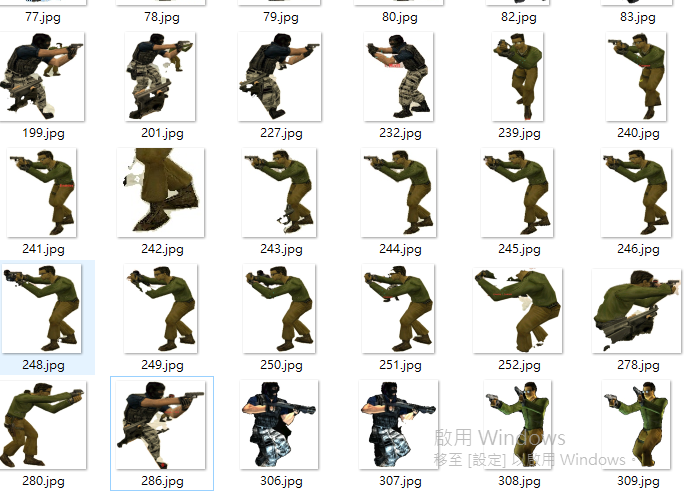 77.jpg 78.jpg 79.jpg 80.jpg 82.jpg 83.jpg
199.jpg 201.jpg 227.jpg 232.jpg 239.jpg 240.jpg
241.jpg 242.jpg 243.jpg 244.jpg 245.jpg 246.jpg
248.jpg 249.jpg 250.jpg 251.jpg 252.jpg 278.jpg
啟用 Windows
移至 [設定] 以啟用 Windows。
280.jpg 286.jpg 306.jpg 307.jpg 308.jpg 309.jpg